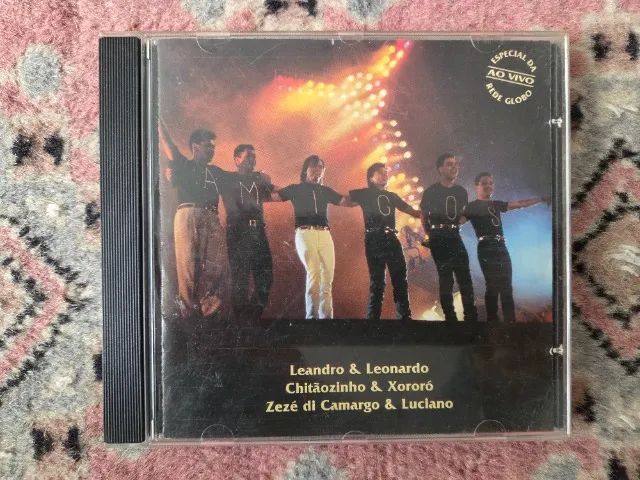 ESPECIAL DA
AO VIVO
REDE GLOBO
A M I G O S
Leandro & Leonardo
Chitãozinho & Xororó
Zezé di Camargo & Luciano